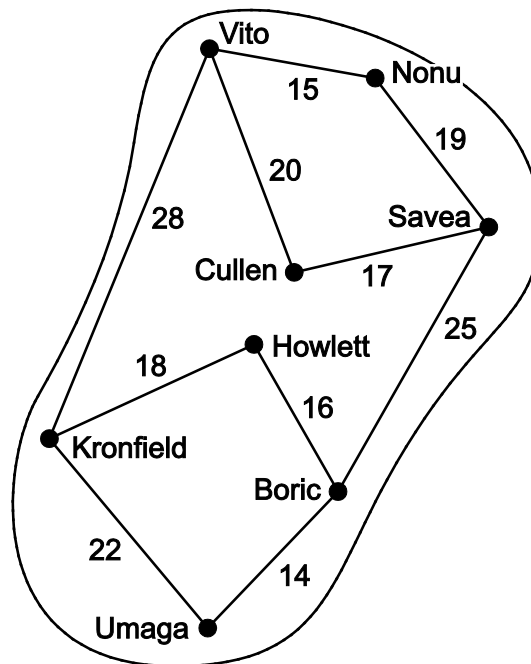 Vito
Nonu
15
19
20
Savea
28
Cullen
17
25
Howlett
18
16
Kronfield
Boric
22
14
Umaga